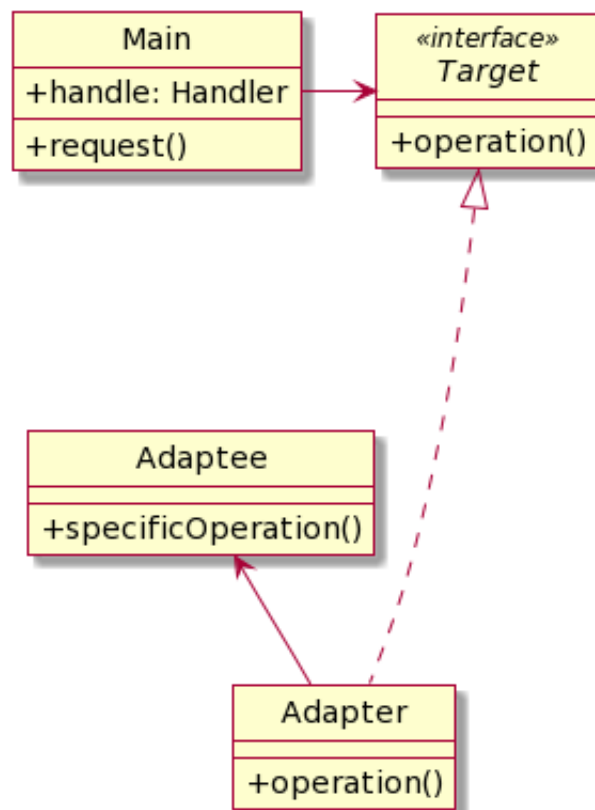 Main
+handle: Handler
+request()
«interface»
Target
+operation()
Adaptee
+specificOperation()
Adapter
+operation()